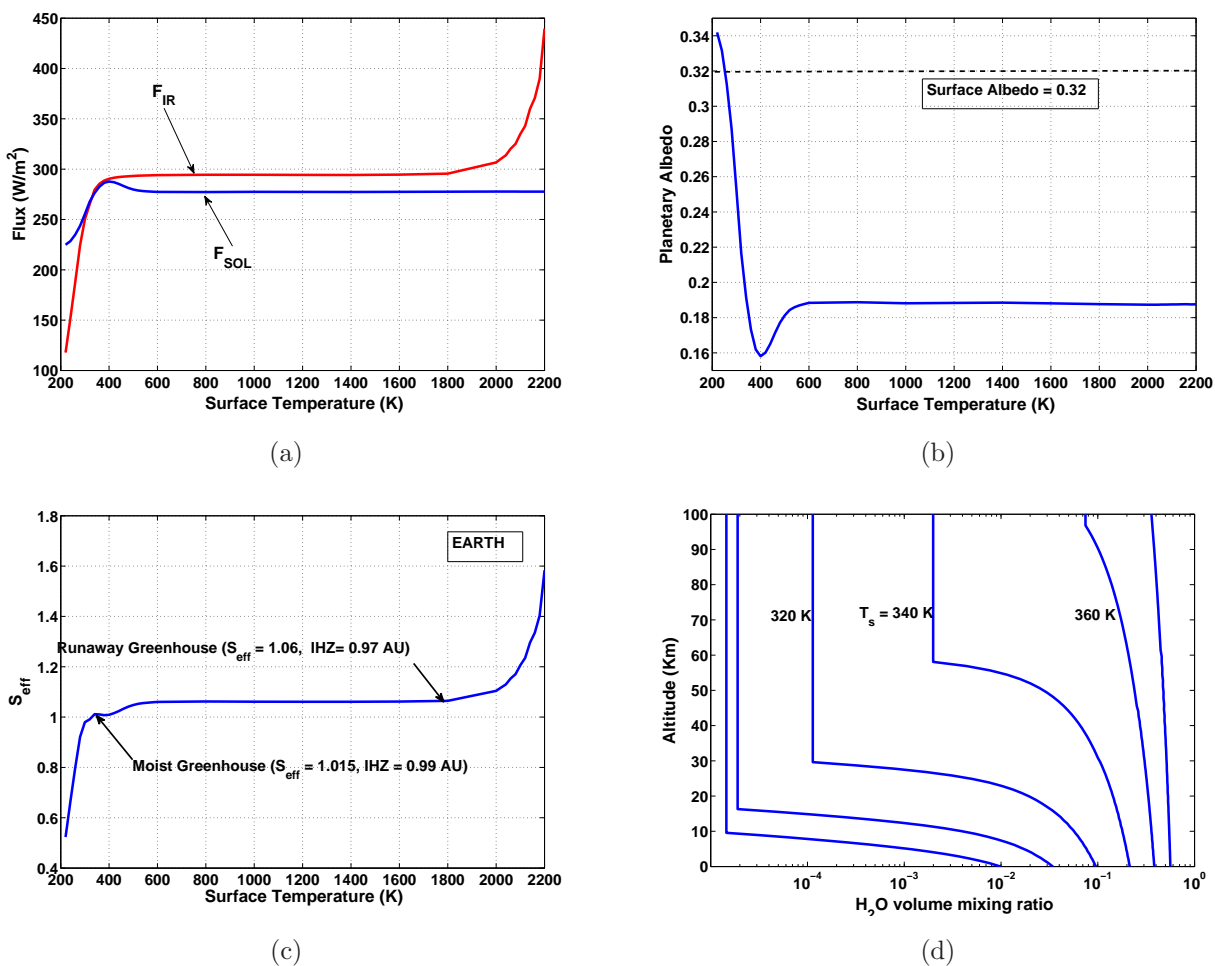 450
400
350
300
250
200
150
100
Flux (W/m²)
F_IR
F_SOL
200 400 600 800 1000 1200 1400 1600 1800 2000 2200
Surface Temperature (K)
(a)
0.34
0.32
0.3
0.28
0.26
0.24
0.22
0.2
0.18
0.16
Planetary Albedo
Surface Albedo = 0.32
200 400 600 800 1000 1200 1400 1600 1800 2000 2200
Surface Temperature (K)
(b)
1.8
1.6
1.4
1.2
1
0.8
0.6
0.4
S_eff
EARTH
Runaway Greenhouse (S_eff = 1.06, IHZ= 0.97 AU)
Moist Greenhouse (S_eff = 1.015, IHZ = 0.99 AU)
200 400 600 800 1000 1200 1400 1600 1800 2000 2200
Surface Temperature (K)
(c)
100
90
80
70
60
50
40
30
20
10
0
Altitude (Km)
320 K
T_s = 340 K
360 K
10⁻⁴ 10⁻³ 10⁻² 10⁻¹ 10⁰
H₂O volume mixing ratio
(d)